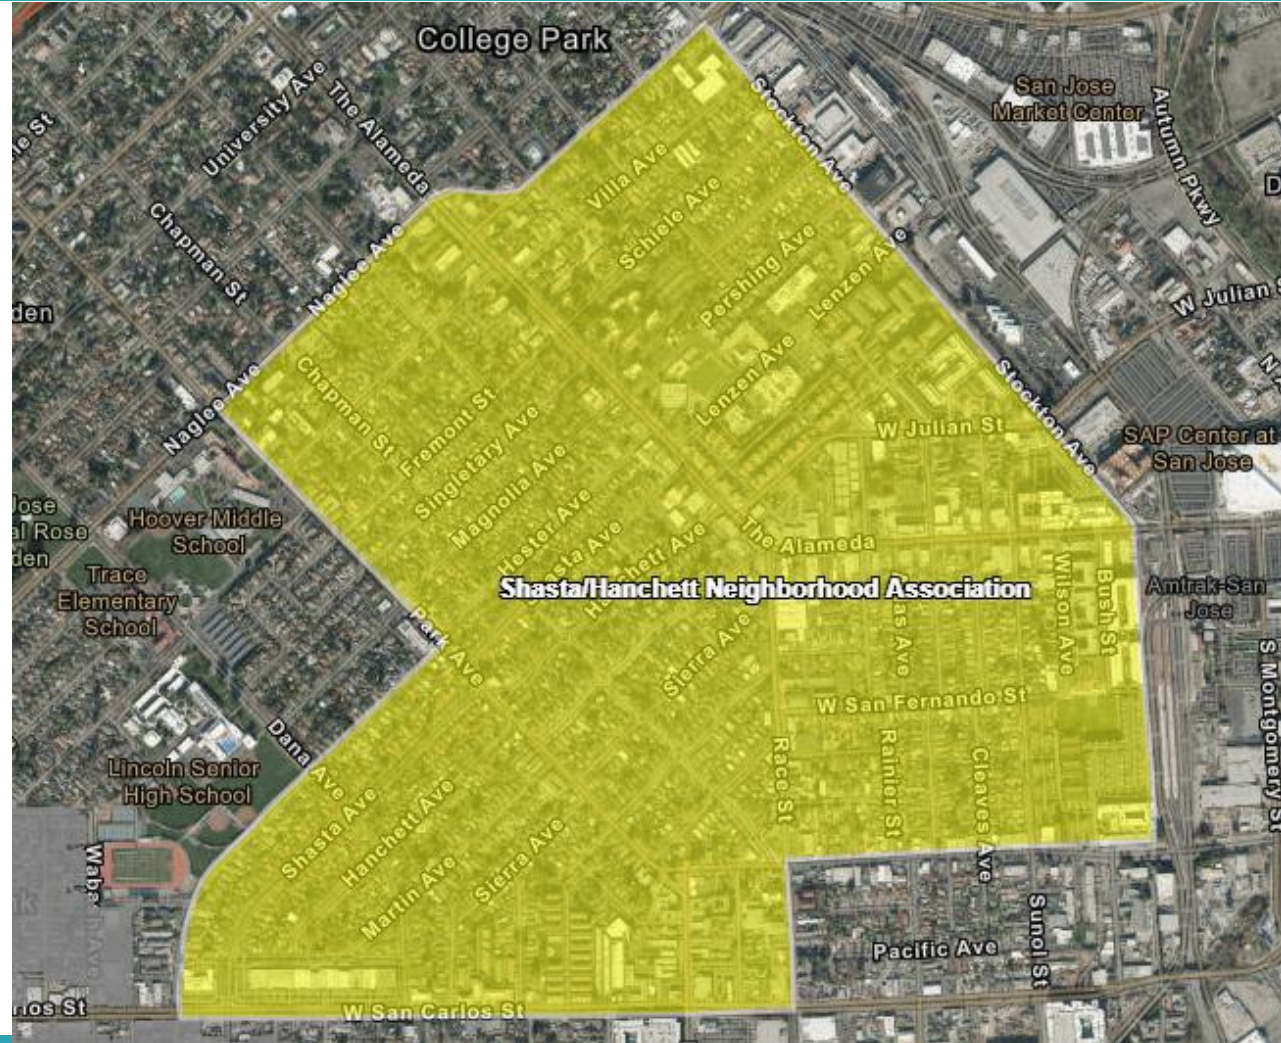 College Park
San Jose
Market Center
University Ave
The Alameda
Autumn Pkwy
Stockton Ave
Villa Ave
Schiele Ave
Chapman St
Naglee Ave
Pershing Ave
Lenzen Ave
W Julian
den
Chapman St
Naglee Ave
Fremont St
Singletary Ave
Magnolia Ave
Hester Ave
Lenzen Ave
W Julian St
Stockton Ave
SAP Center at
San Jose
Jose
al Rose
den
Hoover Middle
School
Trace
Elementary
School
The Alameda
Shasta/Hanchett Neighborhood Association
Wilson Ave
Bush St
Amtrak-San
Jose
Park Ave
Sierra Ave
W San Fernando St
S Montgomery St
Dana Ave
Lincoln Senior
High School
Race St
Rainier St
Cleaves Ave
Shasta Ave
Hanchett Ave
Martin Ave
Sierra Ave
Pacific Ave
Sunol St
W San Carlos St